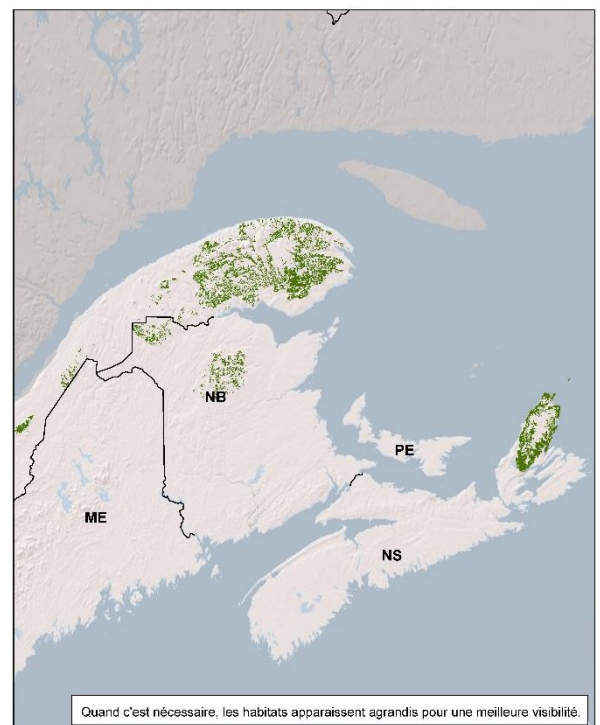 NB
PE
ME
NS
Quand c'est nécessaire, les habitats apparaissent agrandis pour une meilleure visibilité.